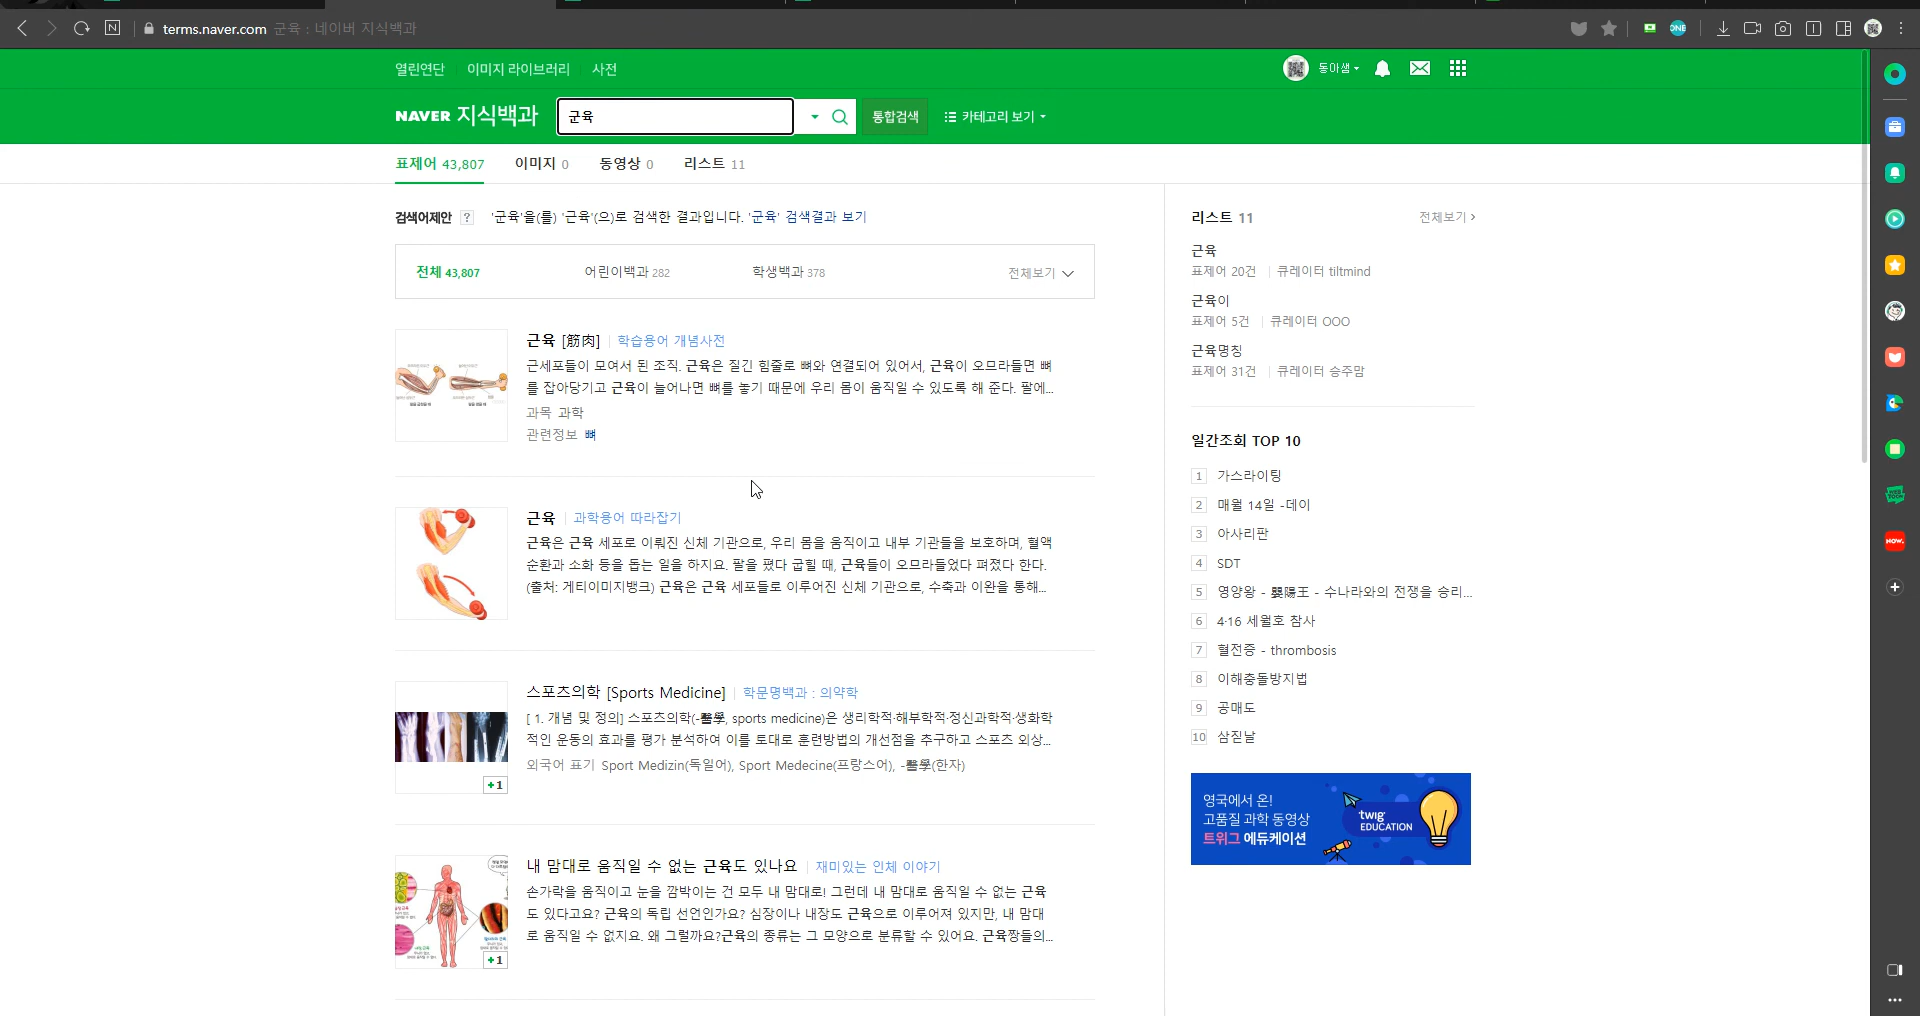 terms.naver.com 군육 : 네이버 지식백과
열린연단 이미지 라이브러리 사전
동아샘
NAVER 지식백과
군육
통합검색
카테고리 보기
표제어 43,807 이미지 0 동영상 0 리스트 11
검색어제안 ? '군육'을(를) '근육'(으)로 검색한 결과입니다. '군육' 검색결과 보기
전체 43,807 어린이백과 282 학생백과 378 전체보기
근육 [筋肉] 학습용어 개념사전
근세포들이 모여서 된 조직. 근육은 질긴 힘줄로 뼈와 연결되어 있어서, 근육이 오므라들면 뼈
를 잡아당기고 근육이 늘어나면 뼈를 놓기 때문에 우리 몸이 움직일 수 있도록 해 준다. 팔에...
과목 과학
관련정보 뼈
근육 과학용어 따라잡기
근육은 근육 세포로 이뤄진 신체 기관으로, 우리 몸을 움직이고 내부 기관들을 보호하며, 혈액
순환과 소화 등을 돕는 일을 하지요. 팔을 폈다 굽힐 때, 근육들이 오므라들었다 펴졌다 한다.
(출처: 게티이미지뱅크) 근육은 근육 세포들로 이루어진 신체 기관으로, 수축과 이완을 통해...
스포츠의학 [Sports Medicine] 학문명백과 : 의약학
[ 1. 개념 및 정의] 스포츠의학(-醫學, sports medicine)은 생리학적·해부학적·정신과학적·생화학
적인 운동의 효과를 평가 분석하여 이를 토대로 훈련방법의 개선점을 추구하고 스포츠 외상...
외국어 표기 Sport Medizin(독일어), Sport Medecine(프랑스어), -醫學(한자)
+1
내 맘대로 움직일 수 없는 근육도 있나요 재미있는 인체 이야기
손가락을 움직이고 눈을 깜박이는 건 모두 내 맘대로! 그런데 내 맘대로 움직일 수 없는 근육
도 있다고요? 근육의 독립 선언인가요? 심장이나 내장도 근육으로 이루어져 있지만, 내 맘대
로 움직일 수 없지요. 왜 그럴까요?근육의 종류는 그 모양으로 분류할 수 있어요. 근육짱들의...
+1
리스트 11 전체보기
근육
표제어 20건 큐레이터 tiltmind
근육이
표제어 5건 큐레이터 OOO
근육명칭
표제어 31건 큐레이터 승주맘
일간조회 TOP 10
1 가스라이팅
2 매월 14일 -데이
3 아사리판
4 SDT
5 영양왕 - 嬰陽王 - 수나라와의 전쟁을 승리...
6 4·16 세월호 참사
7 혈전증 - thrombosis
8 이해충돌방지법
9 공매도
10 삼짇날
영국에서 온!
고품질 과학 동영상
트위그 에듀케이션
twig
EDUCATION
ONE
WEBTOON
NOW.